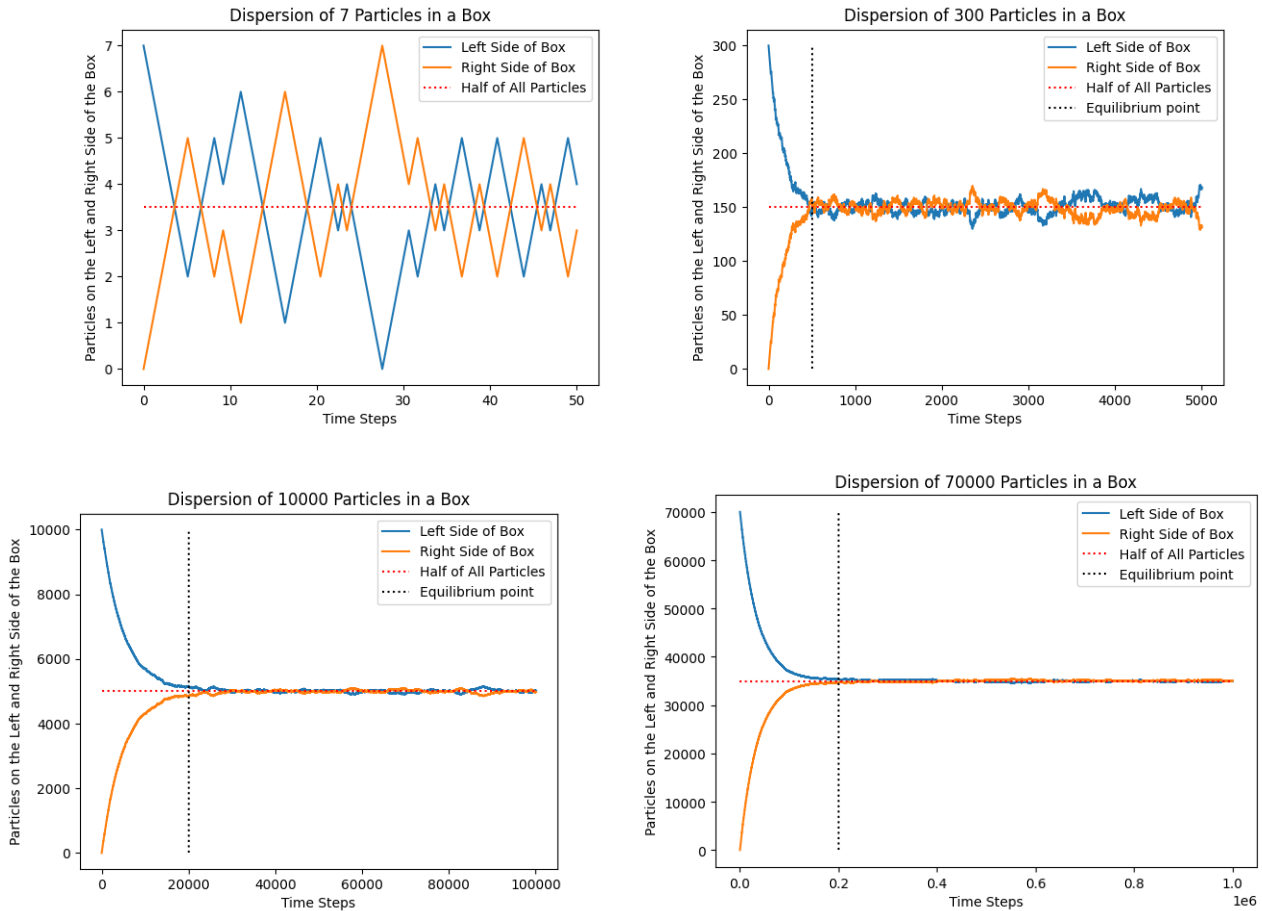 Dispersion of 7 Particles in a Box
Particles on the Left and Right Side of the Box
7
6
5
4
3
2
1
0
Left Side of Box
Right Side of Box
Half of All Particles
0 10 20 30 40 50
Time Steps
Dispersion of 300 Particles in a Box
Particles on the Left and Right Side of the Box
300
250
200
150
100
50
0
Left Side of Box
Right Side of Box
Half of All Particles
Equilibrium point
0 1000 2000 3000 4000 5000
Time Steps
Dispersion of 10000 Particles in a Box
Particles on the Left and Right Side of the Box
10000
8000
6000
4000
2000
0
Left Side of Box
Right Side of Box
Half of All Particles
Equilibrium point
0 20000 40000 60000 80000 100000
Time Steps
Dispersion of 70000 Particles in a Box
Particles on the Left and Right Side of the Box
70000
60000
50000
40000
30000
20000
10000
0
Left Side of Box
Right Side of Box
Half of All Particles
Equilibrium point
0.0 0.2 0.4 0.6 0.8 1.0
1e6
Time Steps